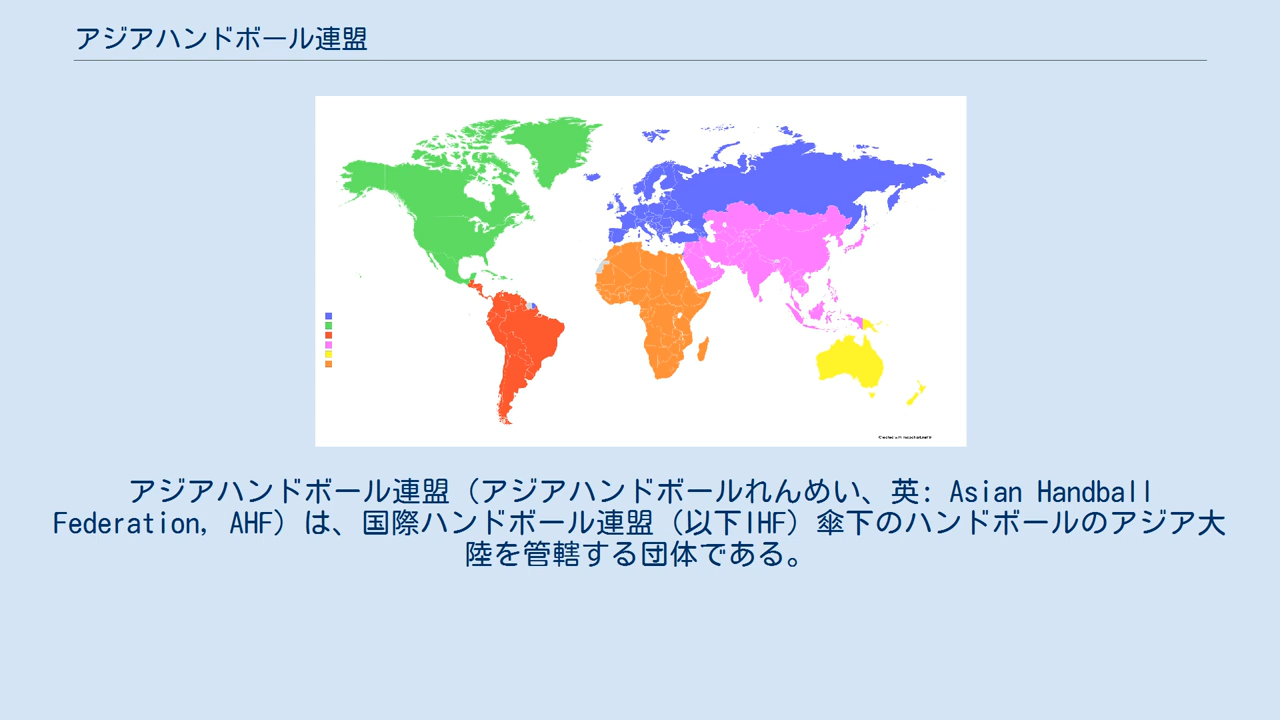 アジアハンドボール連盟
アジアハンドボール連盟（アジアハンドボールれんめい、英: Asian Handball
Federation, AHF）は、国際ハンドボール連盟（以下IHF）傘下のハンドボールのアジア大
陸を管轄する団体である。